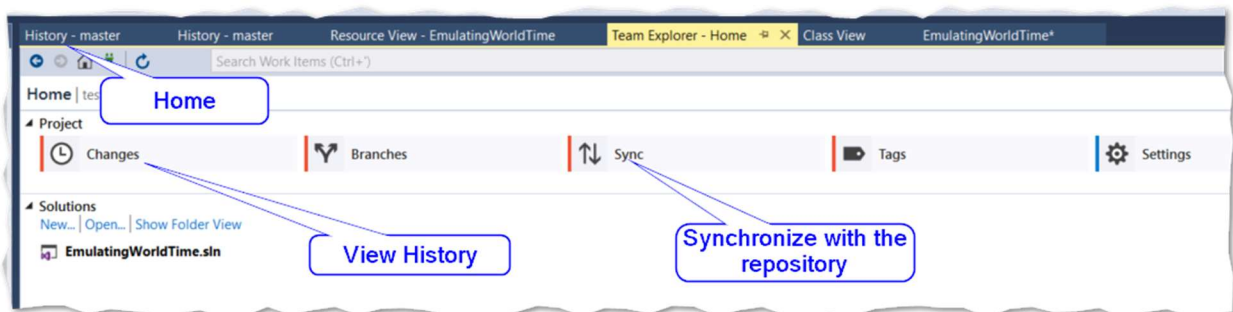 History - master History - master Resource View - EmulatingWorldTime Team Explorer - Home Class View EmulatingWorldTime*
Search Work Items (Ctrl+')
Home | tes
Home
Project
Changes Branches Sync Tags Settings
Solutions
New... | Open... | Show Folder View
EmulatingWorldTime.sln
View History
Synchronize with the
repository